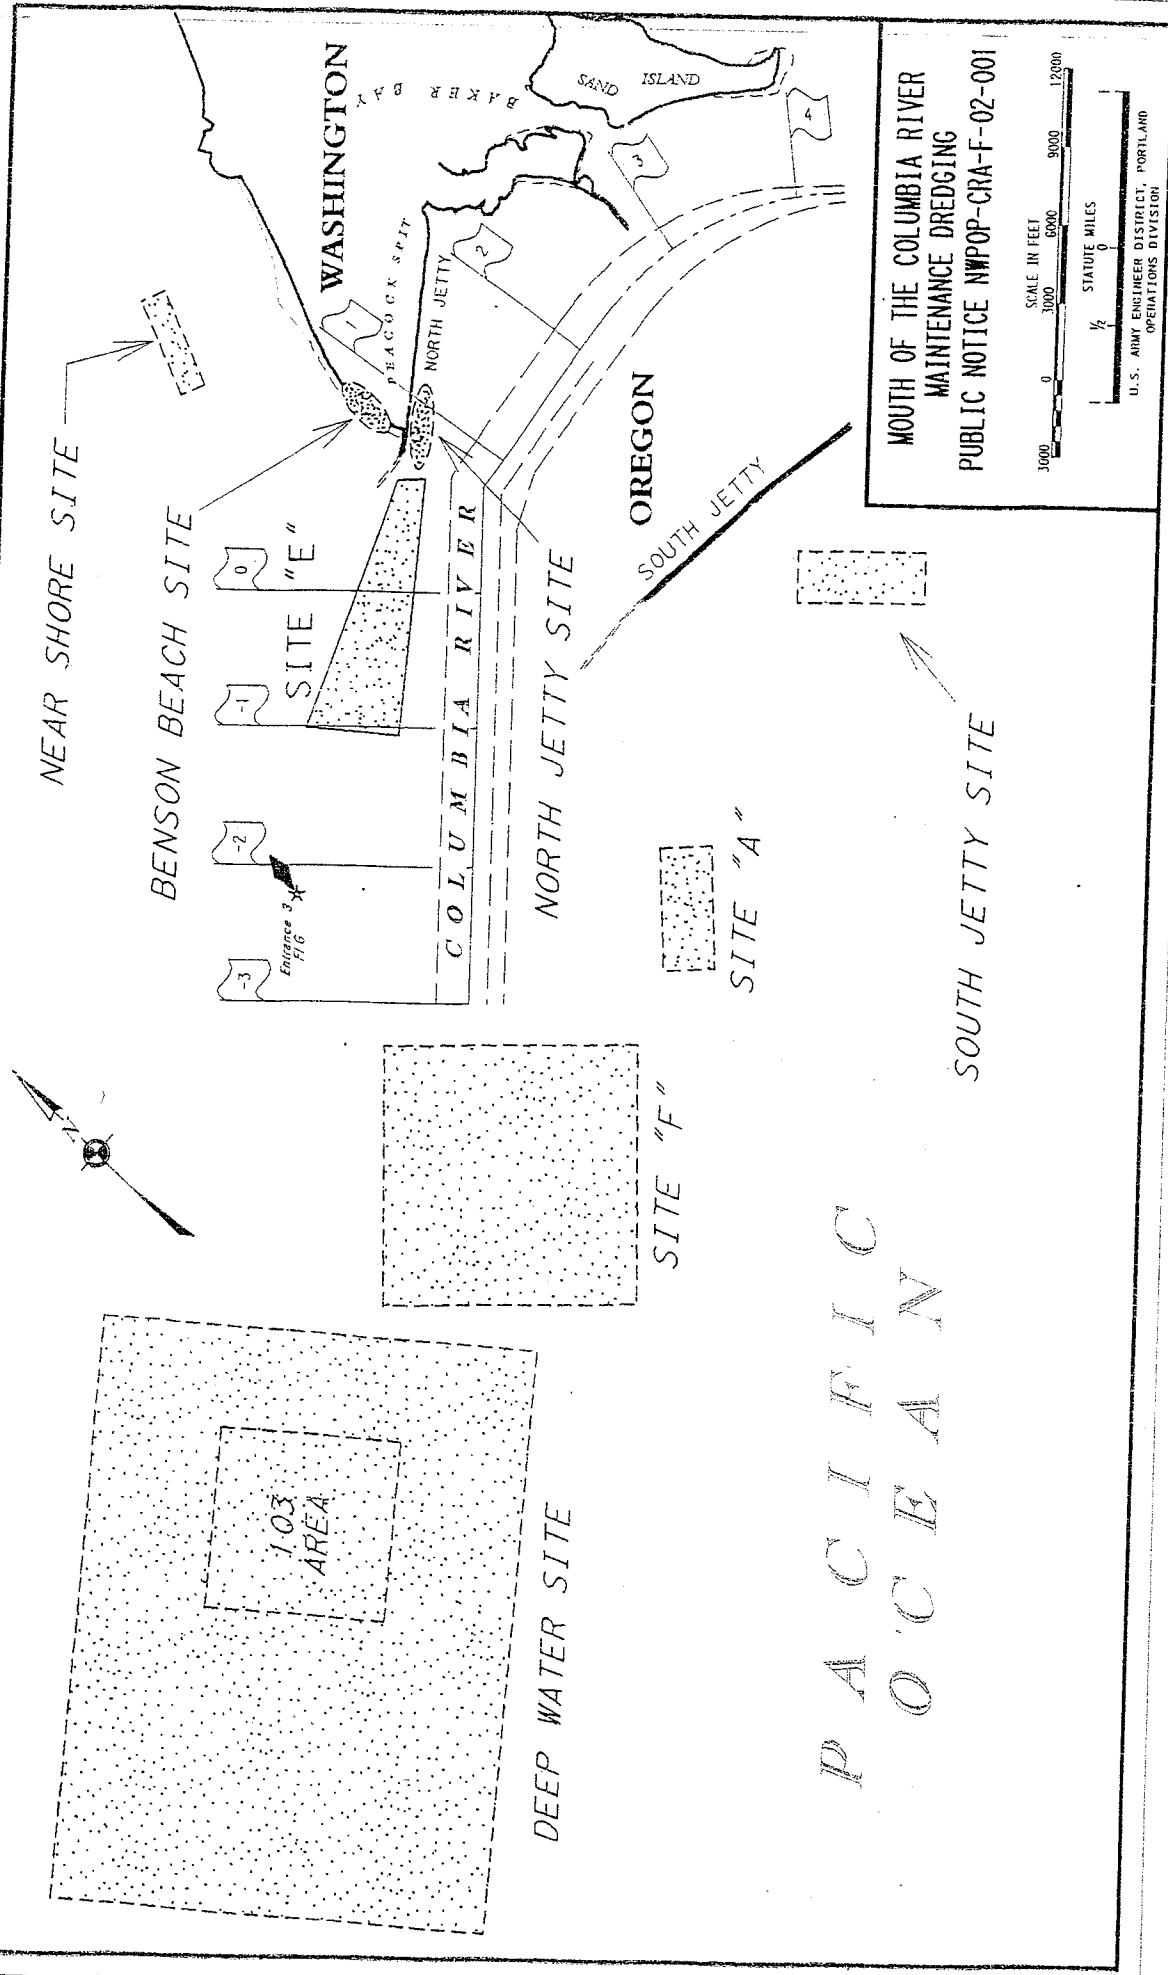 NEAR SHORE SITE
BENSON BEACH SITE
SITE "E"
WASHINGTON
BAKER BAY
SAND ISLAND
PEACOCK SPIT
NORTH JETTY
-3
-2
-1
0
1
2
3
4
Entrance 3
FIG
COLUMBIA RIVER
NORTH JETTY SITE
OREGON
SOUTH JETTY
N
SITE "A"
SITE "F"
SOUTH JETTY SITE
103
AREA
DEEP WATER SITE
PACIFIC
OCEAN
MOUTH OF THE COLUMBIA RIVER
MAINTENANCE DREDGING
PUBLIC NOTICE NWPOP-CRA-F-02-001
SCALE IN FEET
3000 0 3000 6000 9000 12000
STATUTE MILES
1 ½ 0 1
U.S. ARMY ENGINEER DISTRICT, PORTLAND
OPERATIONS DIVISION